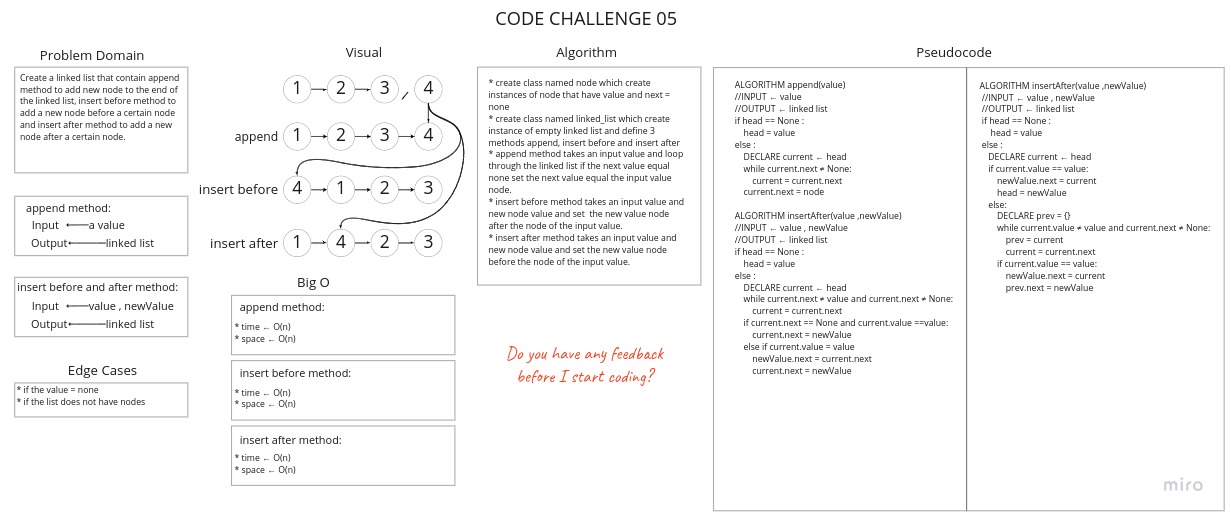 CODE CHALLENGE 05
Problem Domain
Create a linked list that contain append
method to add new node to the end of
the linked list, insert before method to
add a new node before a certain node
and insert after method to add a new
node after a certain node.
append method:
Input ← a value
Output← linked list
insert before and after method:
Input ← value , newValue
Output← linked list
Edge Cases
* if the value = none
* if the list does not have nodes
Visual
1 2 3 4
append 1 2 3 4
insert before 4 1 2 3
insert after 1 4 2 3
Big O
append method:
* time ← O(n)
* space ← O(n)
insert before method:
* time ← O(n)
* space ← O(n)
insert after method:
* time ← O(n)
* space ← O(n)
Algorithm
* create class named node which create
instances of node that have value and next =
none
* create class named linked_list which create
instance of empty linked list and define 3
methods append, insert before and insert after
* append method takes an input value and loop
through the linked list if the next value equal
none set the next value equal the input value
node.
* insert before method takes an input value and
new node value and set the new value node
after the node of the input value.
* insert after method takes an input value and
new node value and set the new value node
before the node of the input value.
Do you have any feedback
before I start coding?
Pseudocode
ALGORITHM append(value)
//INPUT ← value
//OUTPUT ← linked list
if head == None :
head = value
else :
DECLARE current ← head
while current.next ≠ None:
current = current.next
current.next = node
ALGORITHM insertAfter(value ,newValue)
//INPUT ← value , newValue
//OUTPUT ← linked list
if head == None :
head = value
else :
DECLARE current ← head
while current.next ≠ value and current.next ≠ None:
current = current.next
if current.next == None and current.value ==value:
current.next = newValue
else if current.value = value
newValue.next = current.next
current.next = newValue
ALGORITHM insertAfter(value ,newValue)
//INPUT ← value , newValue
//OUTPUT ← linked list
if head == None :
head = value
else :
DECLARE current ← head
if current.value == value:
newValue.next = current
head = newValue
else:
DECLARE prev = {}
while current.value ≠ value and current.next ≠ None:
prev = current
current = current.next
if current.value == value:
newValue.next = current
prev.next = newValue
miro